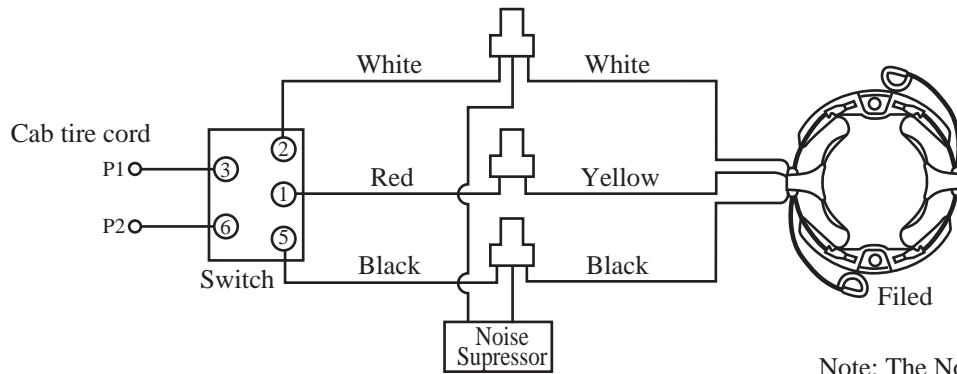 White
White
Cab tire cord
P1
3
2
1
Red
Yellow
P2
6
5
Switch
Black
Black
Filed
Noise
Supressor
Note: The No